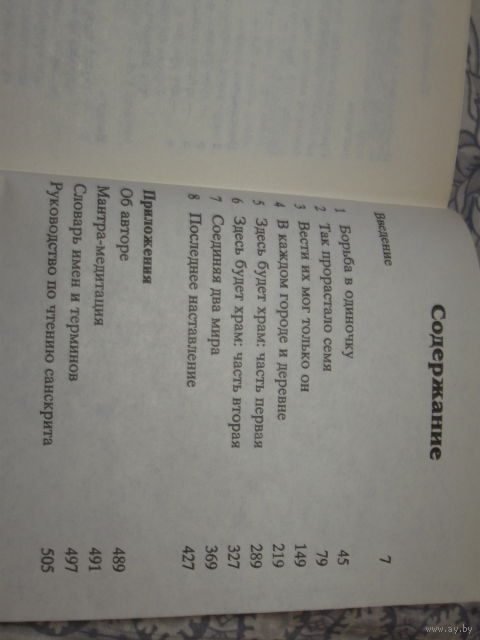 Содержание
Введение 7
1 Борьба в одиночку 45
2 Так прорастало семя 79
3 Вести их мог только он 149
4 В каждом городе и деревне 219
5 Здесь будет храм: часть первая 289
6 Здесь будет храм: часть вторая 327
7 Соединяя два мира 369
8 Последнее наставление 427
Приложения
Об авторе 489
Мантра-медитация 491
Словарь имен и терминов 497
Руководство по чтению санскрита 505
www.ay.by